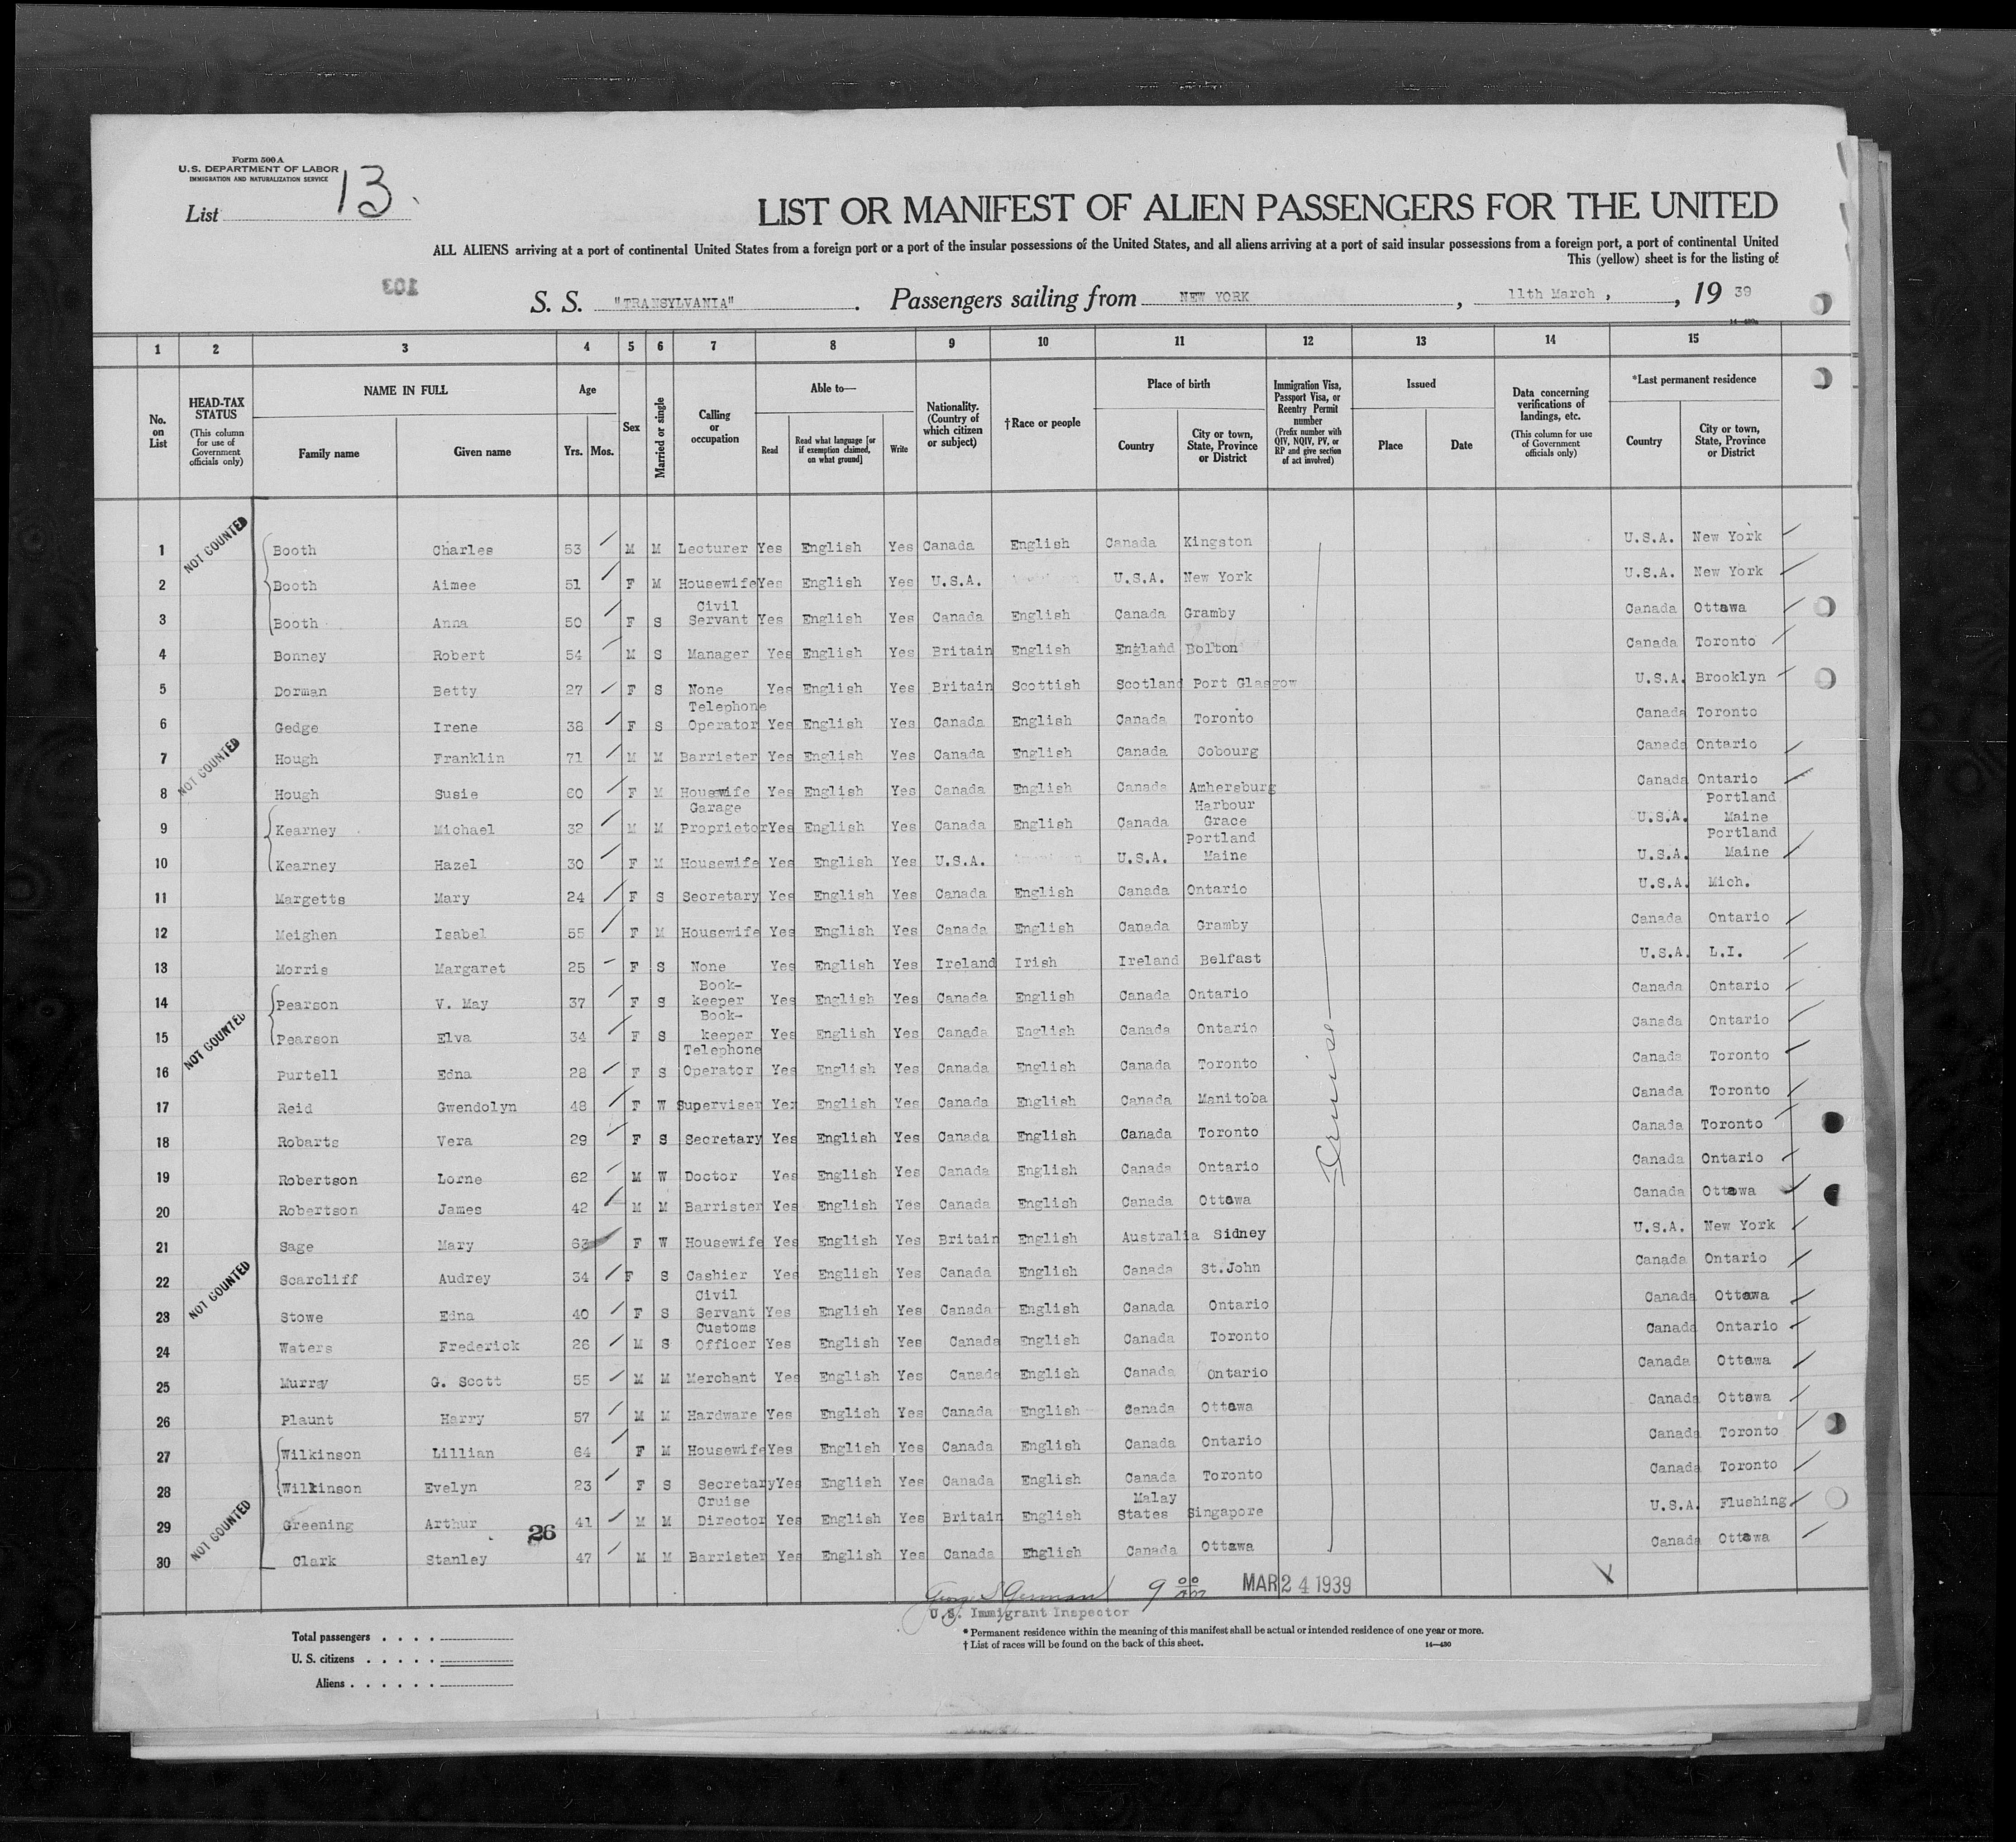 Form 500 A
U.S. DEPARTMENT OF LABOR
IMMIGRATION AND NATURALIZATION SERVICE
List 13.
LIST OR MANIFEST OF ALIEN PASSENGERS FOR THE UNITED
ALL ALIENS arriving at a port of continental United States from a foreign port or a port of the insular possessions of the United States, and all aliens arriving at a port of said insular possessions from a foreign port, a port of continental United
This (yellow) sheet is for the listing of
103
S. S. "TRANSYLVANIA". Passengers sailing from NEW YORK, 11th March, , 19 39
1 2 3 4 5 6 7 8 9 10 11 12 13 14 15
No. on List
HEAD-TAX STATUS (This column for use of Government officials only)
NAME IN FULL Family name Given name
Age Yrs. Mos.
Sex
Married or single
Calling or occupation
Able to— Read Read what language [or if exemption claimed, on what ground] Write
Nationality. (Country of which citizen or subject)
†Race or people
Place of birth Country City or town, State, Province or District
Immigration Visa, Passport Visa, or Reentry Permit number (Prefix number with QIV, NQIV, PV, or RP and give section of act involved)
Issued Place Date
Data concerning verifications of landings, etc. (This column for use of Government officials only)
*Last permanent residence Country City or town, State, Province or District
NOT COUNTED
1 Booth Charles 53 M M Lecturer Yes English Yes Canada English Canada Kingston U.S.A. New York
2 Booth Aimee 51 F M Housewife Yes English Yes U.S.A. U.S.A. New York U.S.A. New York
3 Booth Anna 50 F S Civil Servant Yes English Yes Canada English Canada Gramby Canada Ottawa
4 Bonney Robert 54 M S Manager Yes English Yes Britain English England Bolton Canada Toronto
5 Dorman Betty 27 F S None Yes English Yes Britain Scottish Scotland Port Glasgow U.S.A. Brooklyn
6 Gedge Irene 38 F S Telephone Operator Yes English Yes Canada English Canada Toronto Canada Toronto
NOT COUNTED
7 Hough Franklin 71 M M Barrister Yes English Yes Canada English Canada Cobourg Canada Ontario
8 Hough Susie 60 F M Housewife Yes English Yes Canada English Canada Amhersburg Canada Ontario
9 Kearney Michael 32 M M Garage Proprietor Yes English Yes Canada English Canada Harbour Grace U.S.A. Portland Maine
10 Kearney Hazel 30 F M Housewife Yes English Yes U.S.A. U.S.A. Portland Maine U.S.A. Portland Maine
11 Margetts Mary 24 F S Secretary Yes English Yes Canada English Canada Ontario U.S.A. Mich.
12 Meighen Isabel 55 F M Housewife Yes English Yes Canada English Canada Gramby Canada Ontario
13 Morris Margaret 25 F S None Yes English Yes Ireland Irish Ireland Belfast U.S.A. L.I.
14 Pearson V. May 37 F S Book-keeper Yes English Yes Canada English Canada Ontario Canada Ontario
NOT COUNTED
15 Pearson Elva 34 F S Book-keeper Yes English Yes Canada English Canada Ontario Canada Ontario
16 Purtell Edna 28 F S Telephone Operator Yes English Yes Canada English Canada Toronto Canada Toronto
17 Reid Gwendolyn 48 F W Superviser Yes English Yes Canada English Canada Manitoba Canada Toronto
18 Robarts Vera 29 F S Secretary Yes English Yes Canada English Canada Toronto Canada Toronto
19 Robertson Lorne 62 M W Doctor Yes English Yes Canada English Canada Ontario Canada Ontario
20 Robertson James 42 M M Barrister Yes English Yes Canada English Canada Ottawa Canada Ottawa
21 Sage Mary 63 F W Housewife Yes English Yes Britain English Australia Sidney U.S.A. New York
NOT COUNTED
22 Scarcliff Audrey 34 F S Cashier Yes English Yes Canada English Canada St.John Canada Ontario
23 Stowe Edna 40 F S Civil Servant Yes English Yes Canada English Canada Ontario Canada Ottawa
24 Waters Frederick 26 M S Customs Officer Yes English Yes Canada English Canada Toronto Canada Ontario
25 Murray G. Scott 55 M M Merchant Yes English Yes Canada English Canada Ontario Canada Ottawa
26 Plaunt Harry 57 M M Hardware Yes English Yes Canada English Canada Ottawa Canada Ottawa
27 Wilkinson Lillian 64 F M Housewife Yes English Yes Canada English Canada Ontario Canada Toronto
28 Wilkinson Evelyn 23 F S Secretary Yes English Yes Canada English Canada Toronto Canada Toronto
NOT COUNTED
29 Greening Arthur 41 M M Cruise Director Yes English Yes Britain English Malay States Singapore U.S.A. Flushing
26
30 Clark Stanley 47 M M Barrister Yes English Yes Canada English Canada Ottawa Canada Ottawa
Cruise
9 00 MAR 24 1939
U.S. Immigrant Inspector
Total passengers
U. S. citizens
Aliens
* Permanent residence within the meaning of this manifest shall be actual or intended residence of one year or more.
† List of races will be found on the back of this sheet.
14—430